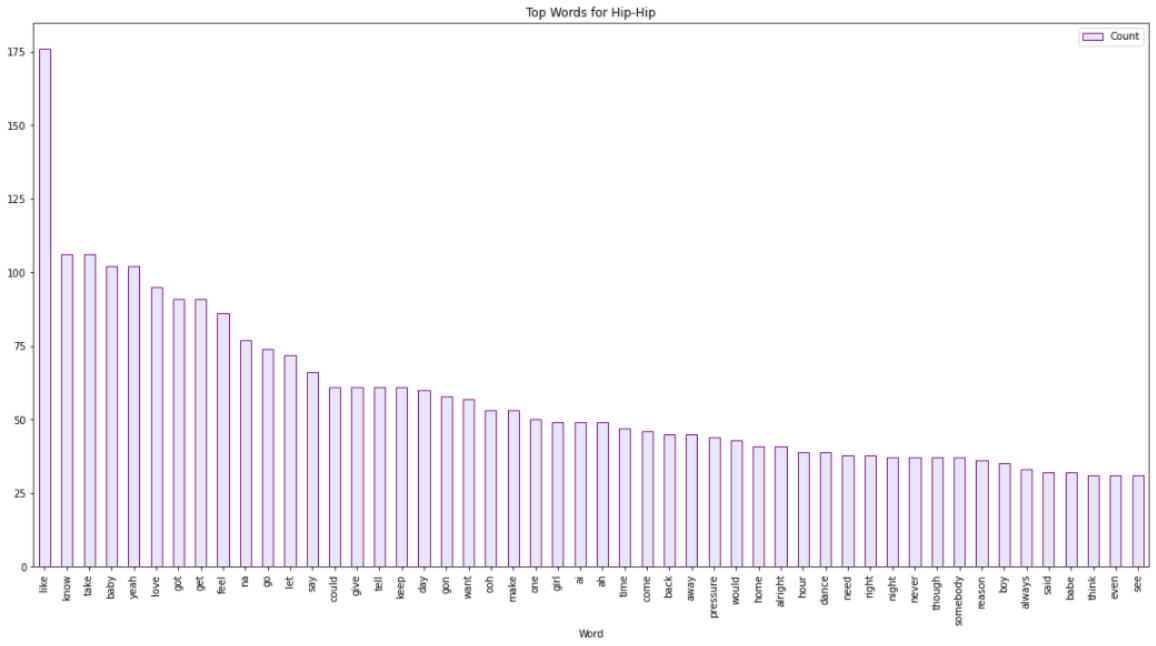 Top Words for Hip-Hip
Count
175
150
125
100
75
50
25
0
like know take baby yeah love got get feel na go let say could give tell keep day gon want ooh make one girl ai ah time come back away pressure would home alright hour dance need right night never though somebody reason boy always said babe think even see
Word